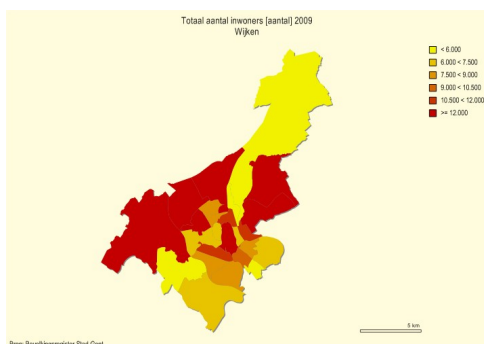 Totaal aantal inwoners [aantal] 2009
Wijken
< 6.000
6.000 < 7.500
7.500 < 9.000
9.000 < 10.500
10.500 < 12.000
>= 12.000
5 km